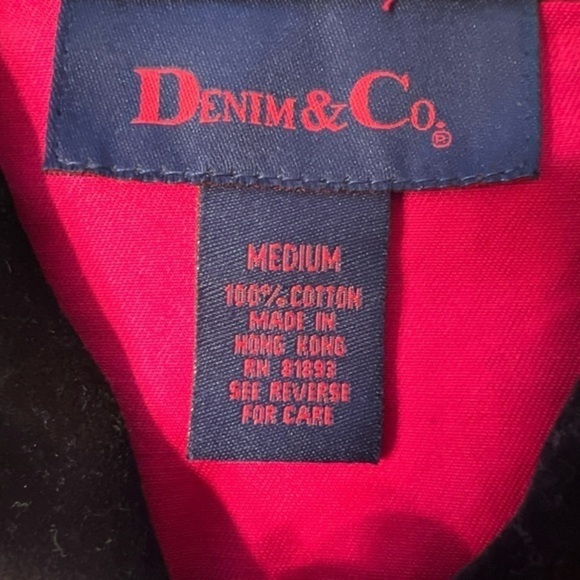 DENIM & CO.®
MEDIUM
100% COTTON
MADE IN
HONG KONG
RN 81893
SEE REVERSE
FOR CARE